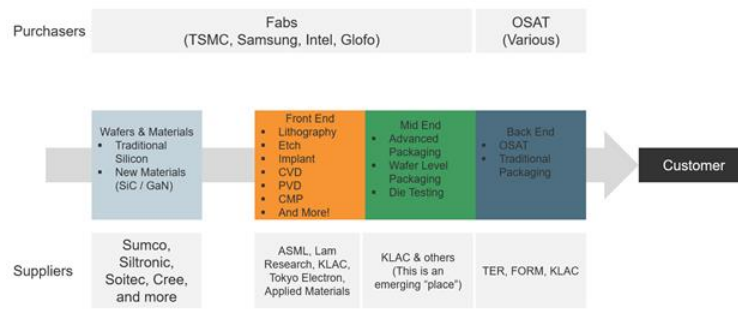 Purchasers
Fabs
(TSMC, Samsung, Intel, Glofo)
OSAT
(Various)
Wafers & Materials
• Traditional
Silicon
• New Materials
(SiC / GaN)
Front End
• Lithography
• Etch
• Implant
• CVD
• PVD
• CMP
• And More!
Mid End
• Advanced
Packaging
• Wafer Level
Packaging
• Die Testing
Back End
• OSAT
• Traditional
Packaging
Customer
Suppliers
Sumco,
Siltronic,
Soitec, Cree,
and more
ASML, Lam
Research, KLAC,
Tokyo Electron,
Applied Materials
KLAC & others
(This is an
emerging “place”)
TER, FORM, KLAC